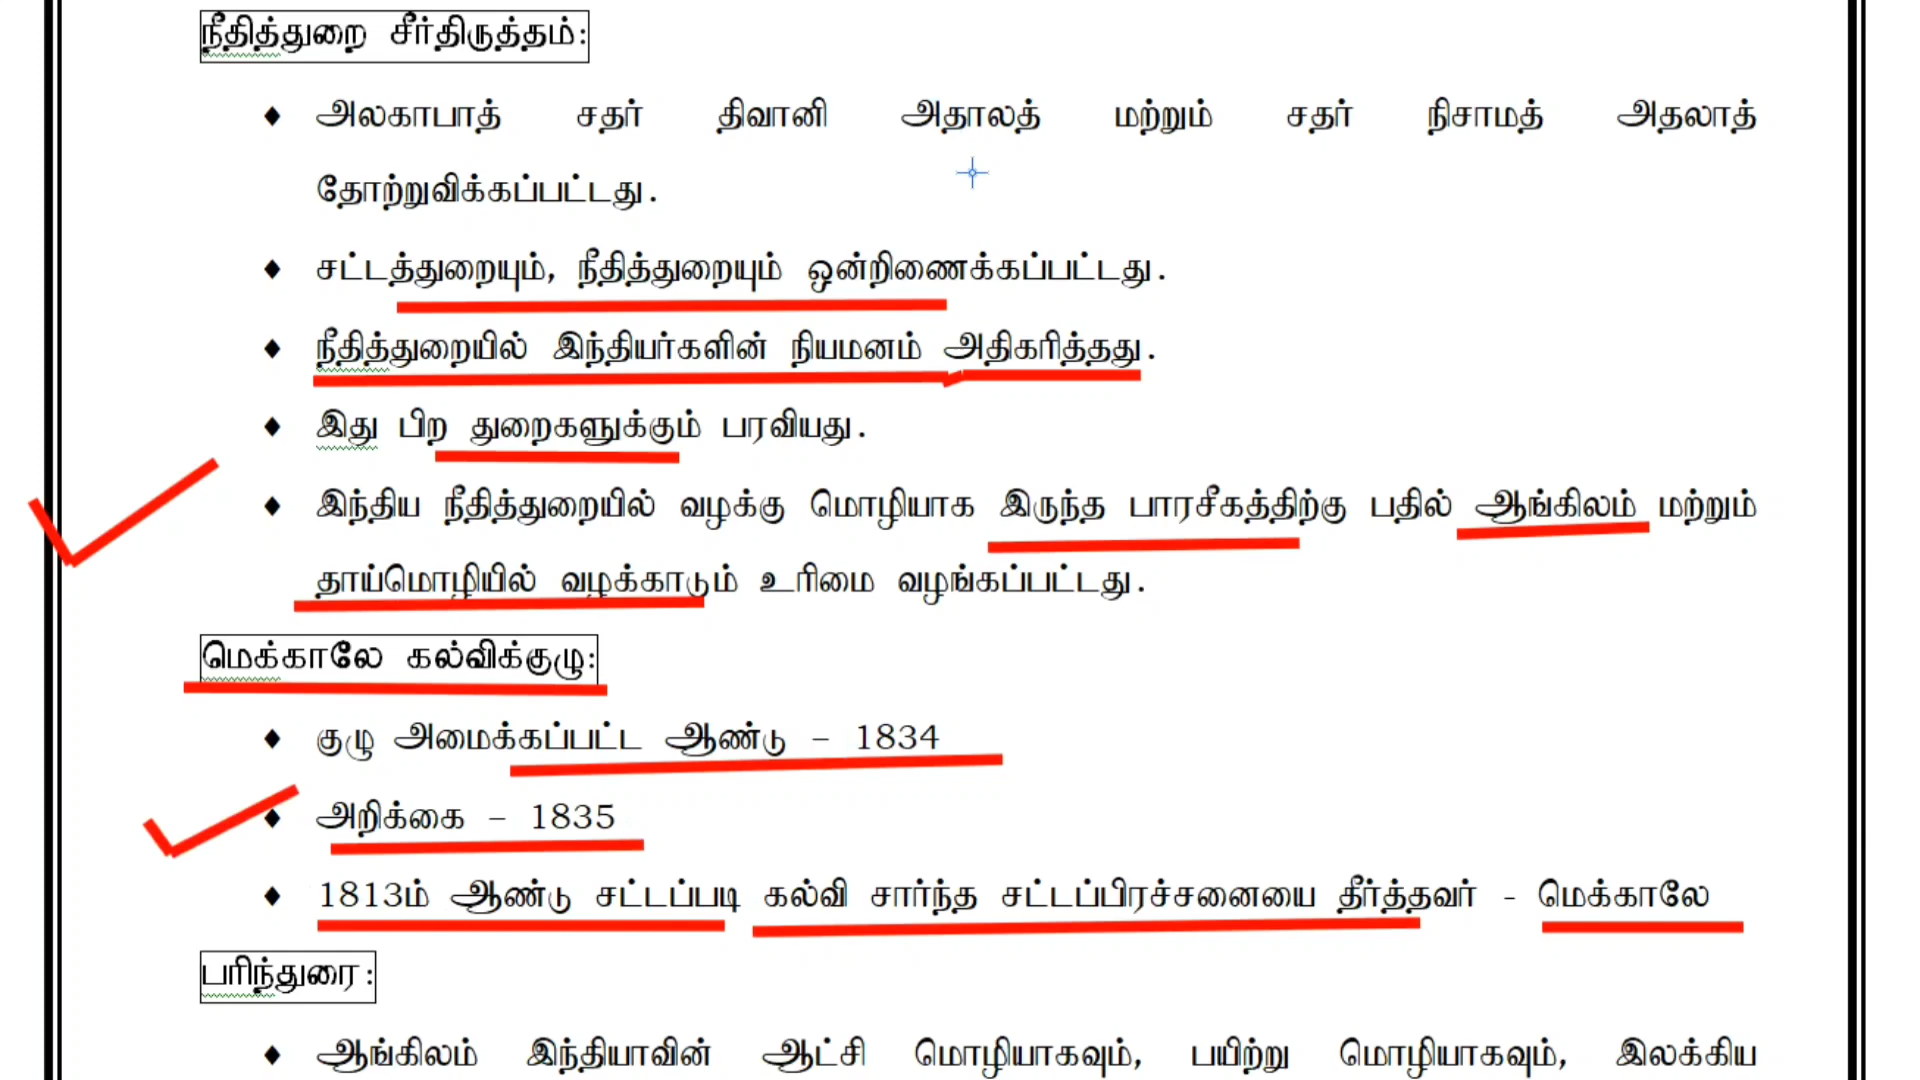 நீதித்துறை சீர்திருத்தம்:
♦ அலகாபாத் சதர் திவானி அதாலத் மற்றும் சதர் நிசாமத் அதலாத்
தோற்றுவிக்கப்பட்டது.
♦ சட்டத்துறையும், நீதித்துறையும் ஒன்றிணைக்கப்பட்டது.
♦ நீதித்துறையில் இந்தியர்களின் நியமனம் அதிகரித்தது.
♦ இது பிற துறைகளுக்கும் பரவியது.
♦ இந்திய நீதித்துறையில் வழக்கு மொழியாக இருந்த பாரசீகத்திற்கு பதில் ஆங்கிலம் மற்றும்
தாய்மொழியில் வழக்காடும் உரிமை வழங்கப்பட்டது.
மெக்காலே கல்விக்குழு:
♦ குழு அமைக்கப்பட்ட ஆண்டு – 1834
♦ அறிக்கை – 1835
♦ 1813ம் ஆண்டு சட்டப்படி கல்வி சார்ந்த சட்டப்பிரச்சனையை தீர்த்தவர் - மெக்காலே
பரிந்துரை:
♦ ஆங்கிலம் இந்தியாவின் ஆட்சி மொழியாகவும், பயிற்று மொழியாகவும், இலக்கிய